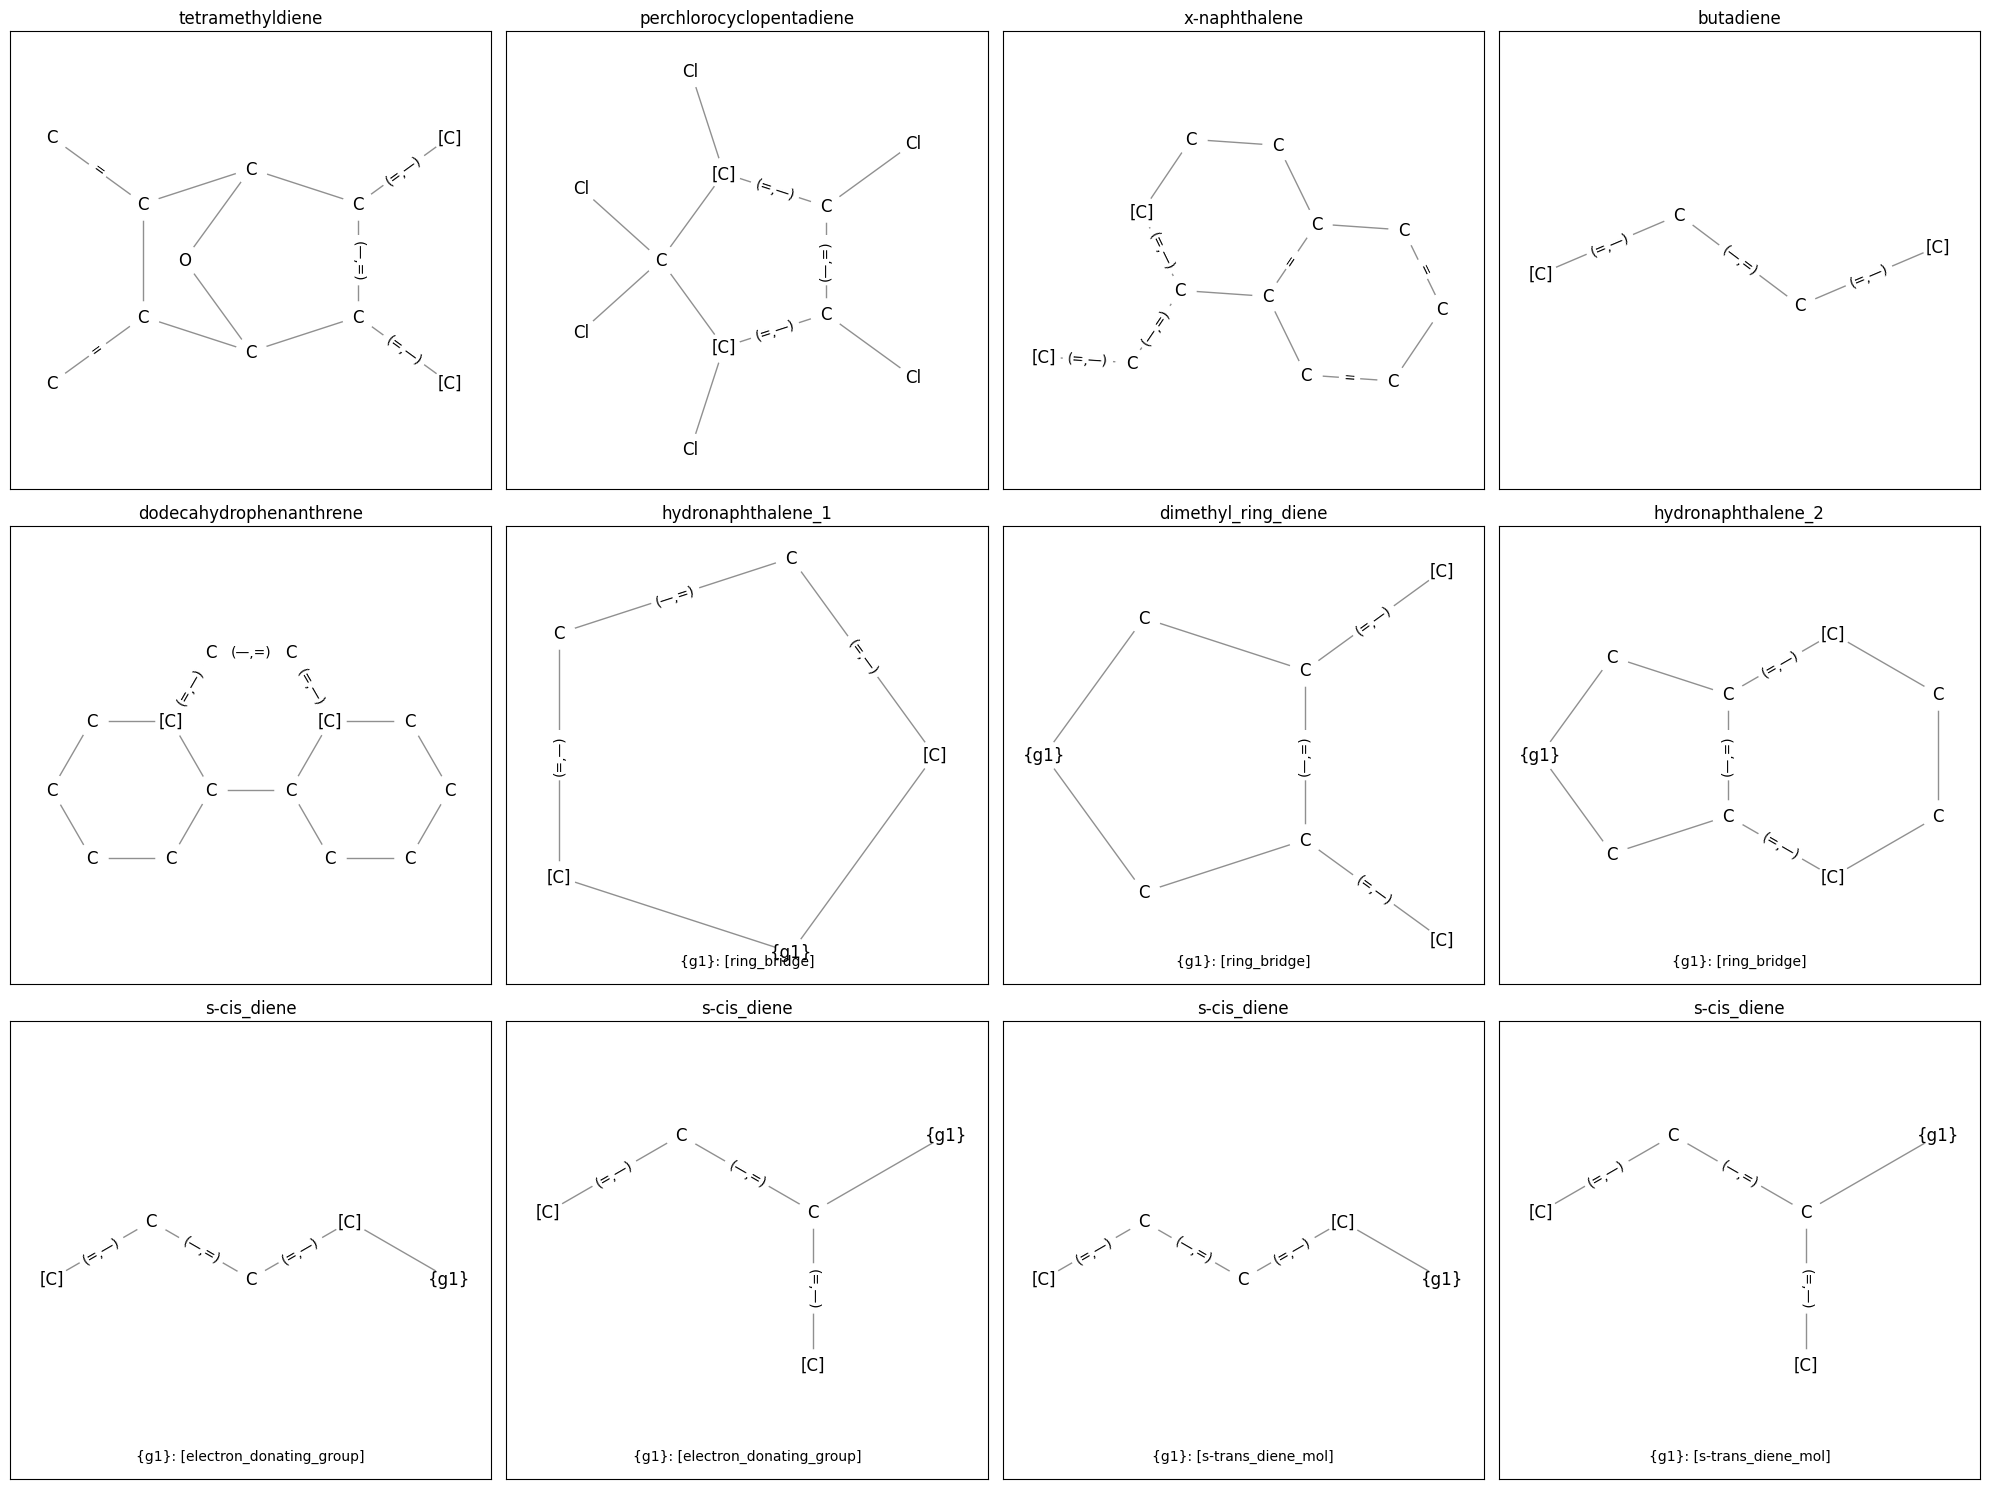 tetramethyldiene
C
[C]
=
(=,—)
C
C
C
O
(—,=)
C
C
=
(=,—)
C
C
[C]
perchlorocyclopentadiene
Cl
Cl
[C]
(=,—)
Cl
C
C
(=,—)
Cl
[C]
(=,—)
C
Cl
Cl
x-naphthalene
C
C
[C]
C
C
(=,—)
=
=
C
C
C
(—,=)
[C]
(=,—)
C
C
=
C
butadiene
C
(=,—)
(—,=)
[C]
[C]
(=,—)
C
dodecahydrophenanthrene
C
(—,=)
C
(=,—)
(=,—)
C
[C]
[C]
C
C
C
C
C
C
C
C
C
hydronaphthalene_1
C
(—,=)
C
(=,—)
(—,=)
[C]
[C]
{g1}
{g1}: [ring_bridge]
dimethyl_ring_diene
[C]
C
(=,—)
C
{g1}
(=,—)
C
C
(=,—)
[C]
{g1}: [ring_bridge]
hydronaphthalene_2
[C]
C
(=,—)
C
C
{g1}
(=,—)
C
C
C
(=,—)
[C]
{g1}: [ring_bridge]
s-cis_diene
C
[C]
(=,—)
(—,=)
(=,—)
[C]
C
{g1}
{g1}: [electron_donating_group]
s-cis_diene
C
{g1}
(=,—)
(—,=)
[C]
C
(=,—)
[C]
{g1}: [electron_donating_group]
s-cis_diene
C
[C]
(=,—)
(—,=)
(=,—)
[C]
C
{g1}
{g1}: [s-trans_diene_mol]
s-cis_diene
C
{g1}
(=,—)
(—,=)
[C]
C
(=,—)
[C]
{g1}: [s-trans_diene_mol]